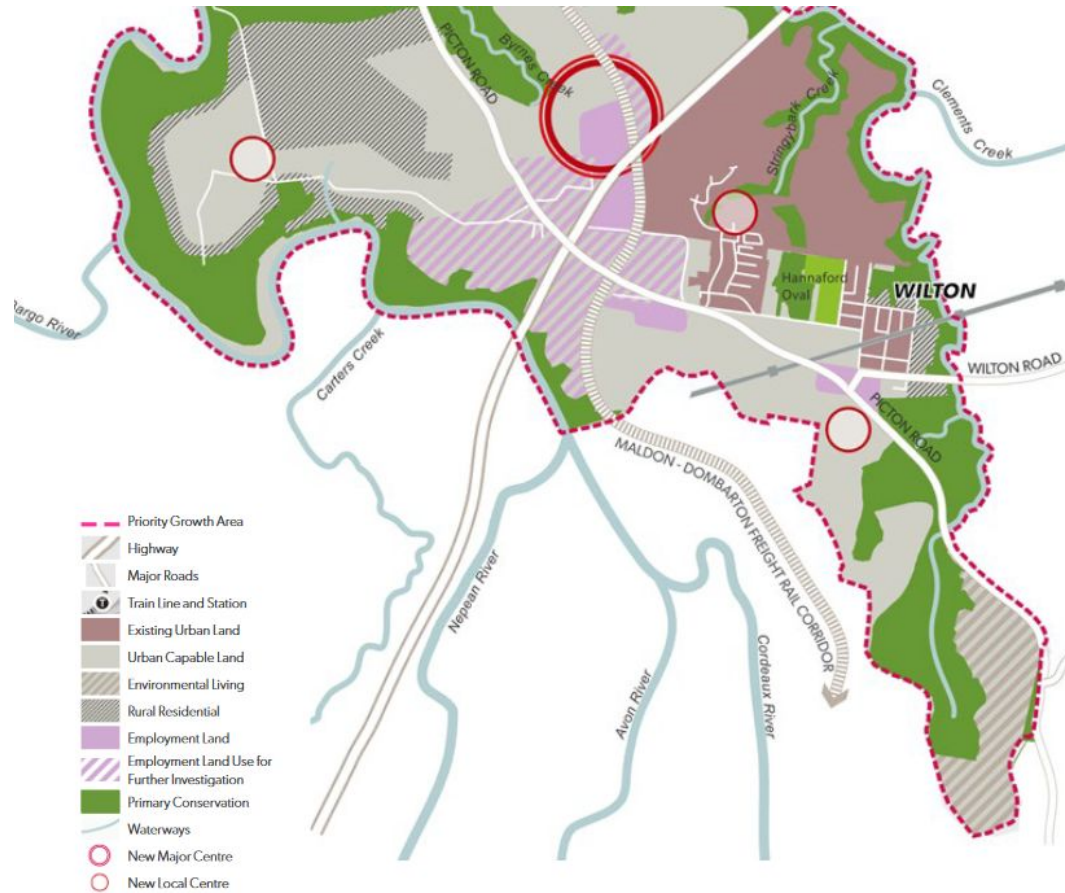 PICTON ROAD
Byrnes Creek
Stringybark Creek
Clements Creek
Hannaford
Oval
WILTON
Bargo River
Carters Creek
WILTON ROAD
PICTON ROAD
MALDON - DOMBARTON FREIGHT RAIL CORRIDOR
Nepean River
Avon River
Cordeaux River
Priority Growth Area
Highway
Major Roads
T
Train Line and Station
Existing Urban Land
Urban Capable Land
Environmental Living
Rural Residential
Employment Land
Employment Land Use for
Further Investigation
Primary Conservation
Waterways
New Major Centre
New Local Centre